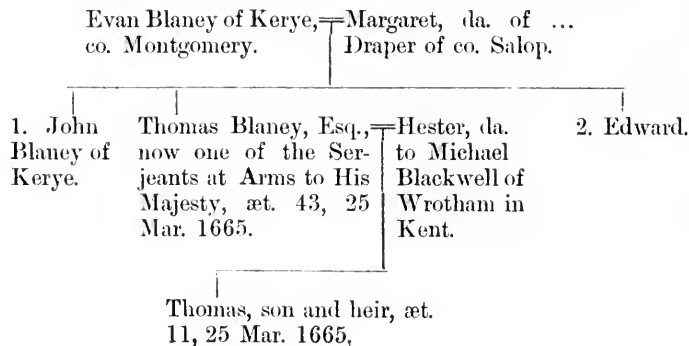 Evan Blaney of Kerye,
co. Montgomery.
Margaret, da. of ...
Draper of co. Salop.
1. John
Blaney of
Kerye.
Thomas Blaney, Esq.,
now one of the Ser-
jeants at Arms to His
Majesty, æt. 43, 25
Mar. 1665.
Hester, da.
to Michael
Blackwell of
Wrotham in
Kent.
2. Edward.
Thomas, son and heir, æt.
11, 25 Mar. 1665,